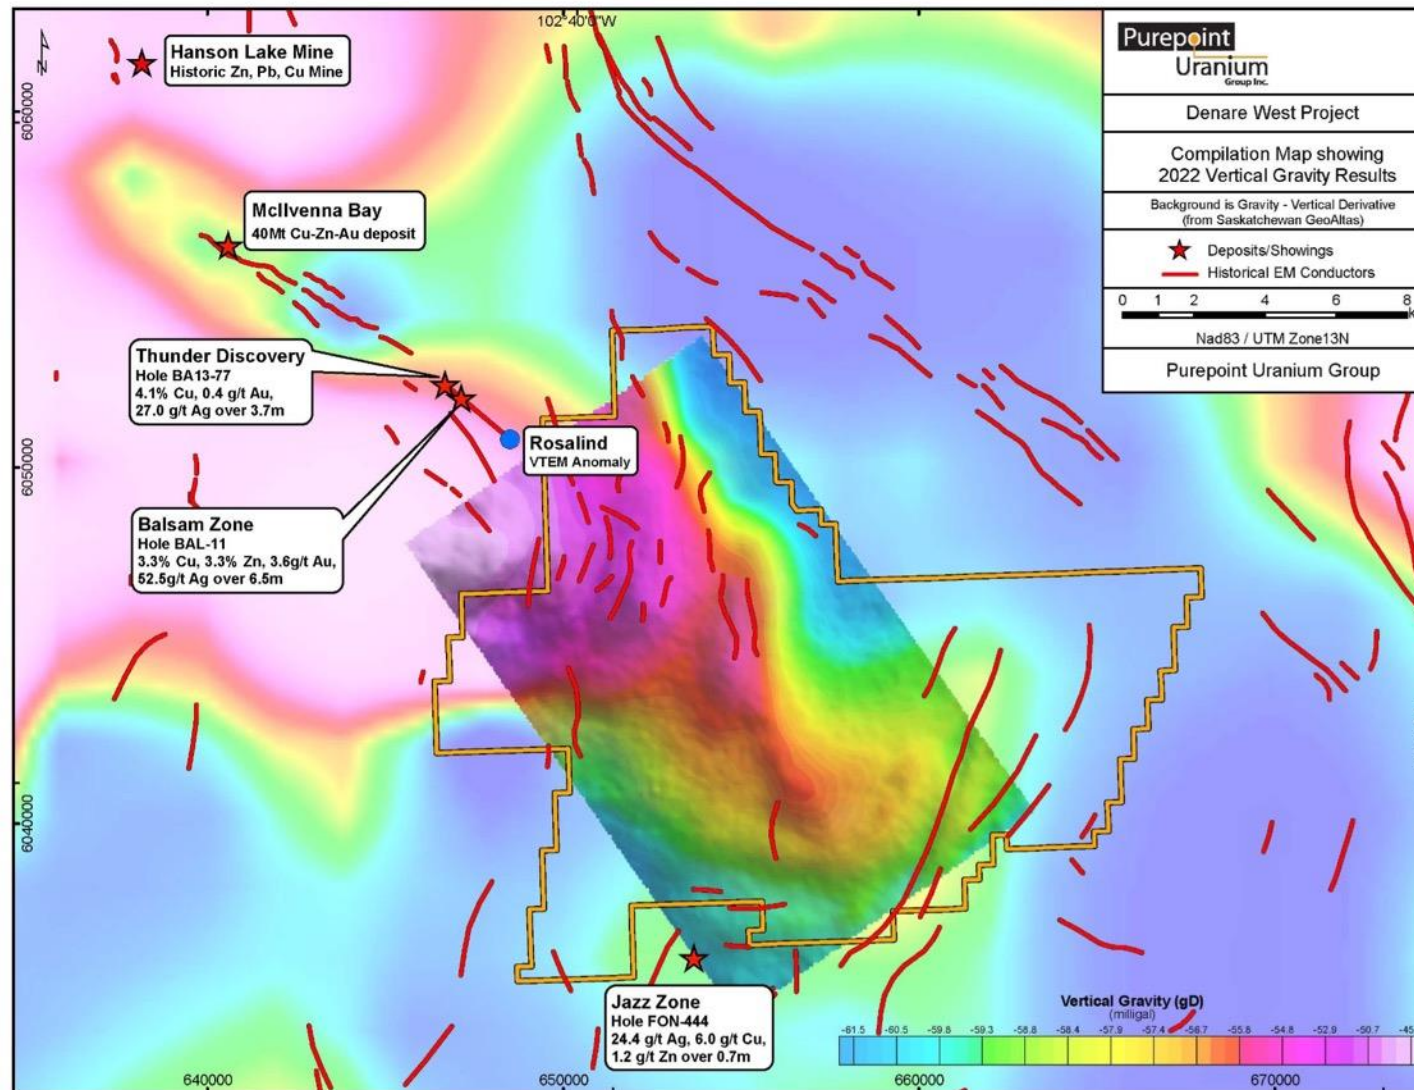 102°40'0"W
N
Hanson Lake Mine
Historic Zn, Pb, Cu Mine
Purepoint
Uranium
Group Inc.
Denare West Project
Compilation Map showing
2022 Vertical Gravity Results
Background is Gravity - Vertical Derivative
(from Saskatchewan GeoAltas)
Deposits/Showings
Historical EM Conductors
0 1 2 4 6 8
Nad83 / UTM Zone13N
Purepoint Uranium Group
6060000
McIlvenna Bay
40Mt Cu-Zn-Au deposit
Thunder Discovery
Hole BA13-77
4.1% Cu, 0.4 g/t Au,
27.0 g/t Ag over 3.7m
Rosalind
VTEM Anomaly
6050000
Balsam Zone
Hole BAL-11
3.3% Cu, 3.3% Zn, 3.6g/t Au,
52.5g/t Ag over 6.5m
6040000
Jazz Zone
Hole FON-444
24.4 g/t Ag, 6.0 g/t Cu,
1.2 g/t Zn over 0.7m
Vertical Gravity (gD)
(milligal)
-61.5 -60.5 -59.8 -59.3 -58.8 -58.4 -57.9 -57.4 -56.7 -55.8 -54.8 -52.9 -50.7
640000 650000 660000 670000